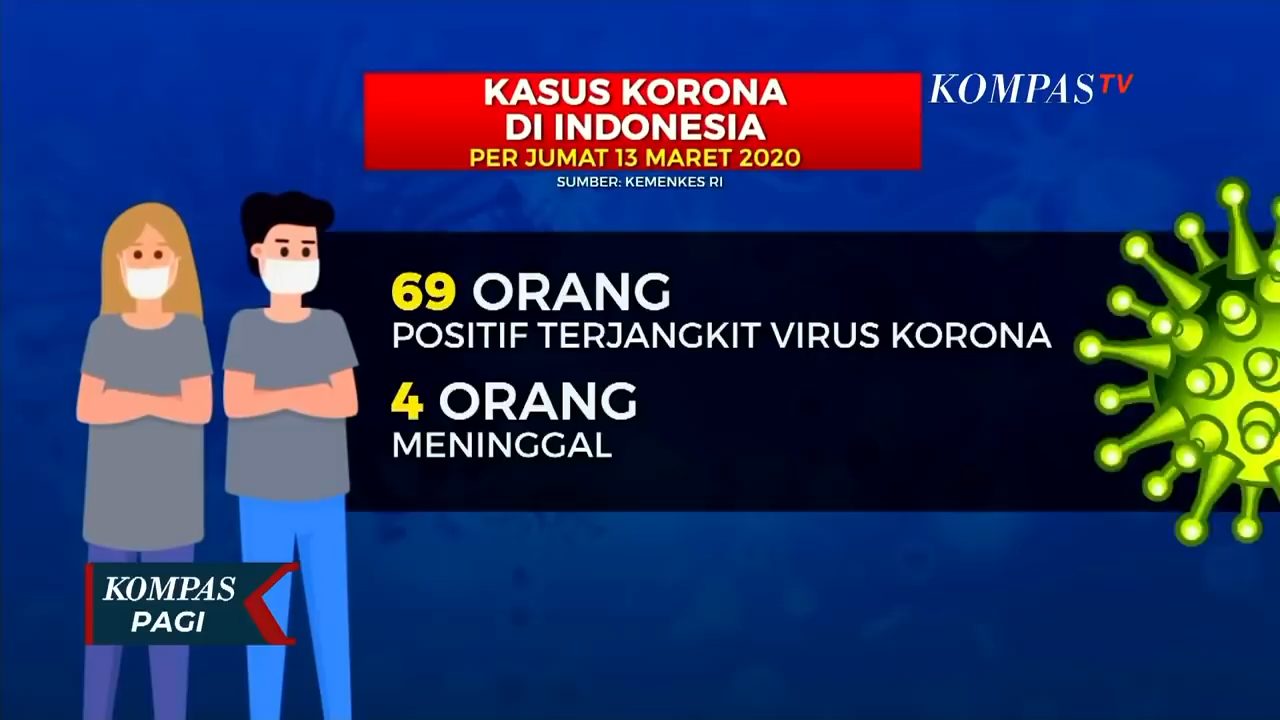 KASUS KORONA
DI INDONESIA
PER JUMAT 13 MARET 2020
SUMBER: KEMENKES RI
KOMPASTV
69 ORANG
POSITIF TERJANGKIT VIRUS KORONA
4 ORANG
MENINGGAL
KOMPAS
PAGI